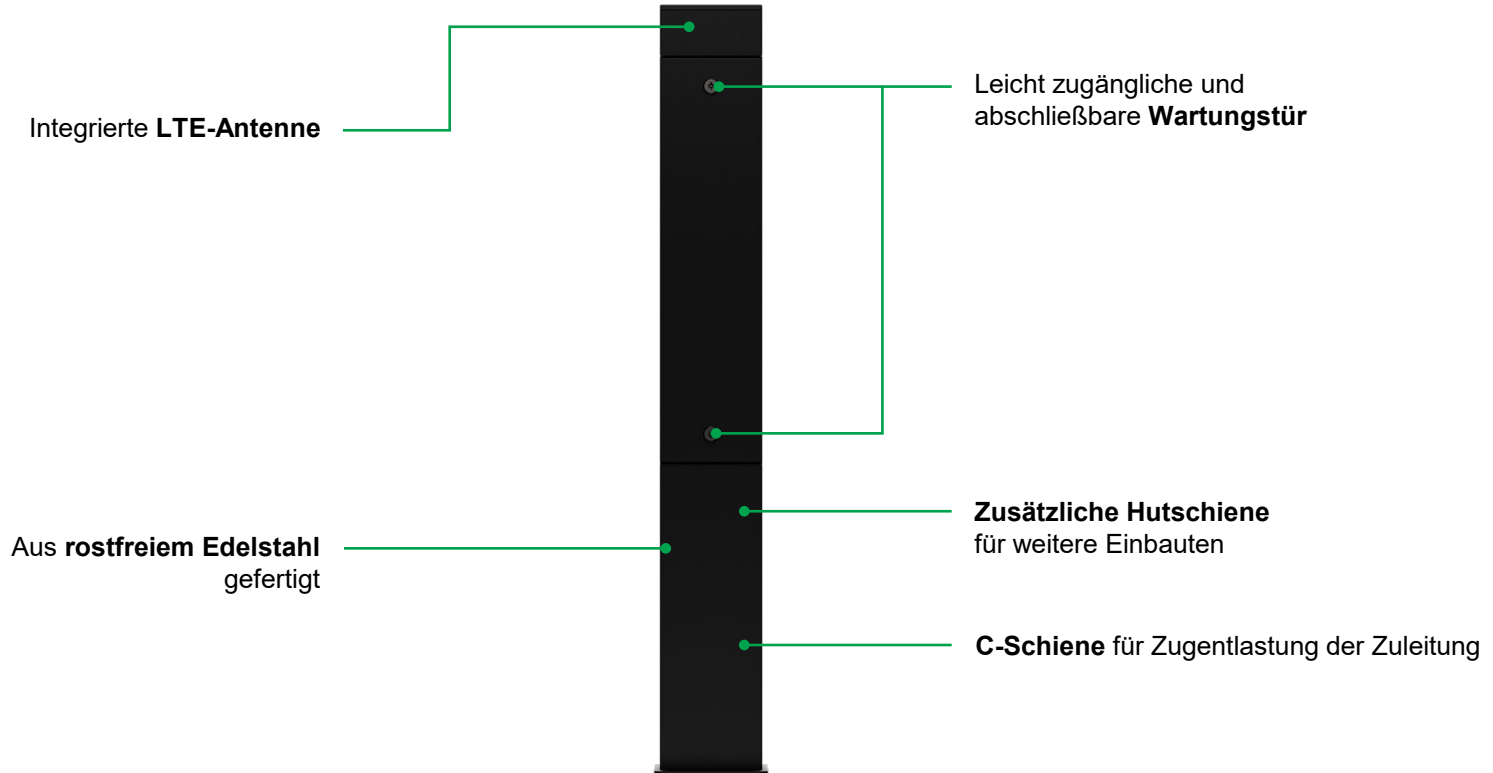 Integrierte LTE-Antenne
Leicht zugängliche und
abschließbare Wartungstür
Aus rostfreiem Edelstahl
gefertigt
Zusätzliche Hutschiene
für weitere Einbauten
C-Schiene für Zugentlastung der Zuleitung